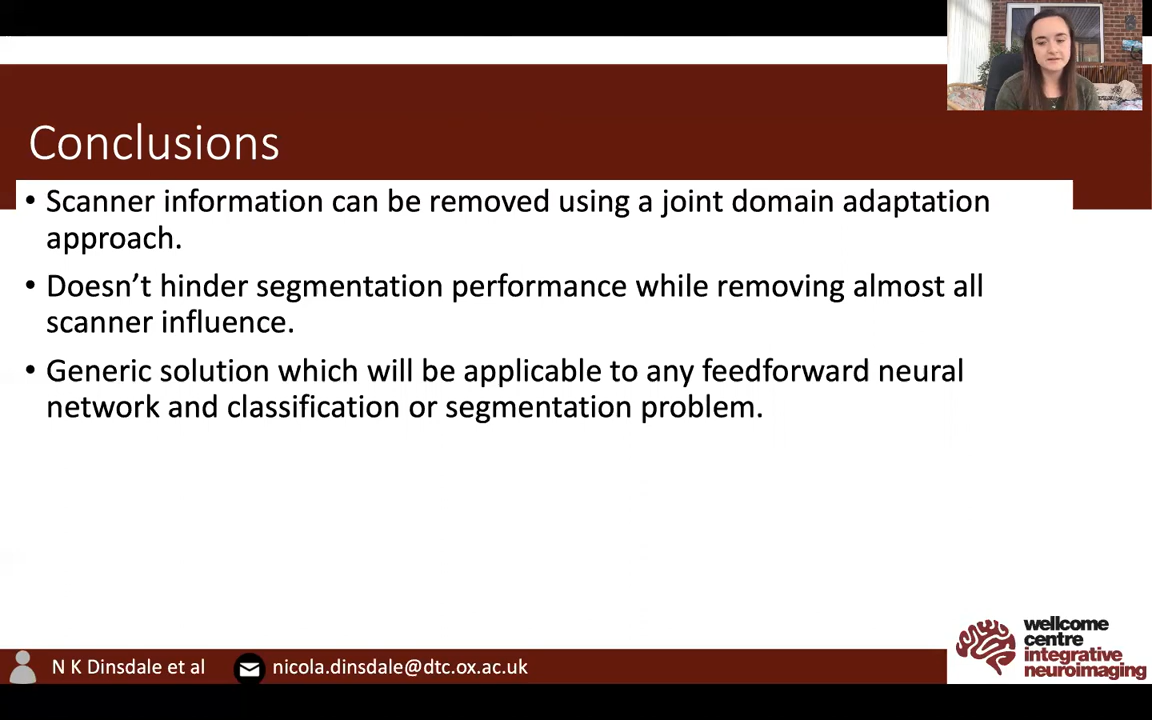 Conclusions
• Scanner information can be removed using a joint domain adaptation
approach.
• Doesn’t hinder segmentation performance while removing almost all
scanner influence.
• Generic solution which will be applicable to any feedforward neural
network and classification or segmentation problem.
N K Dinsdale et al
nicola.dinsdale@dtc.ox.ac.uk
wellcome
centre
integrative
neuroimaging